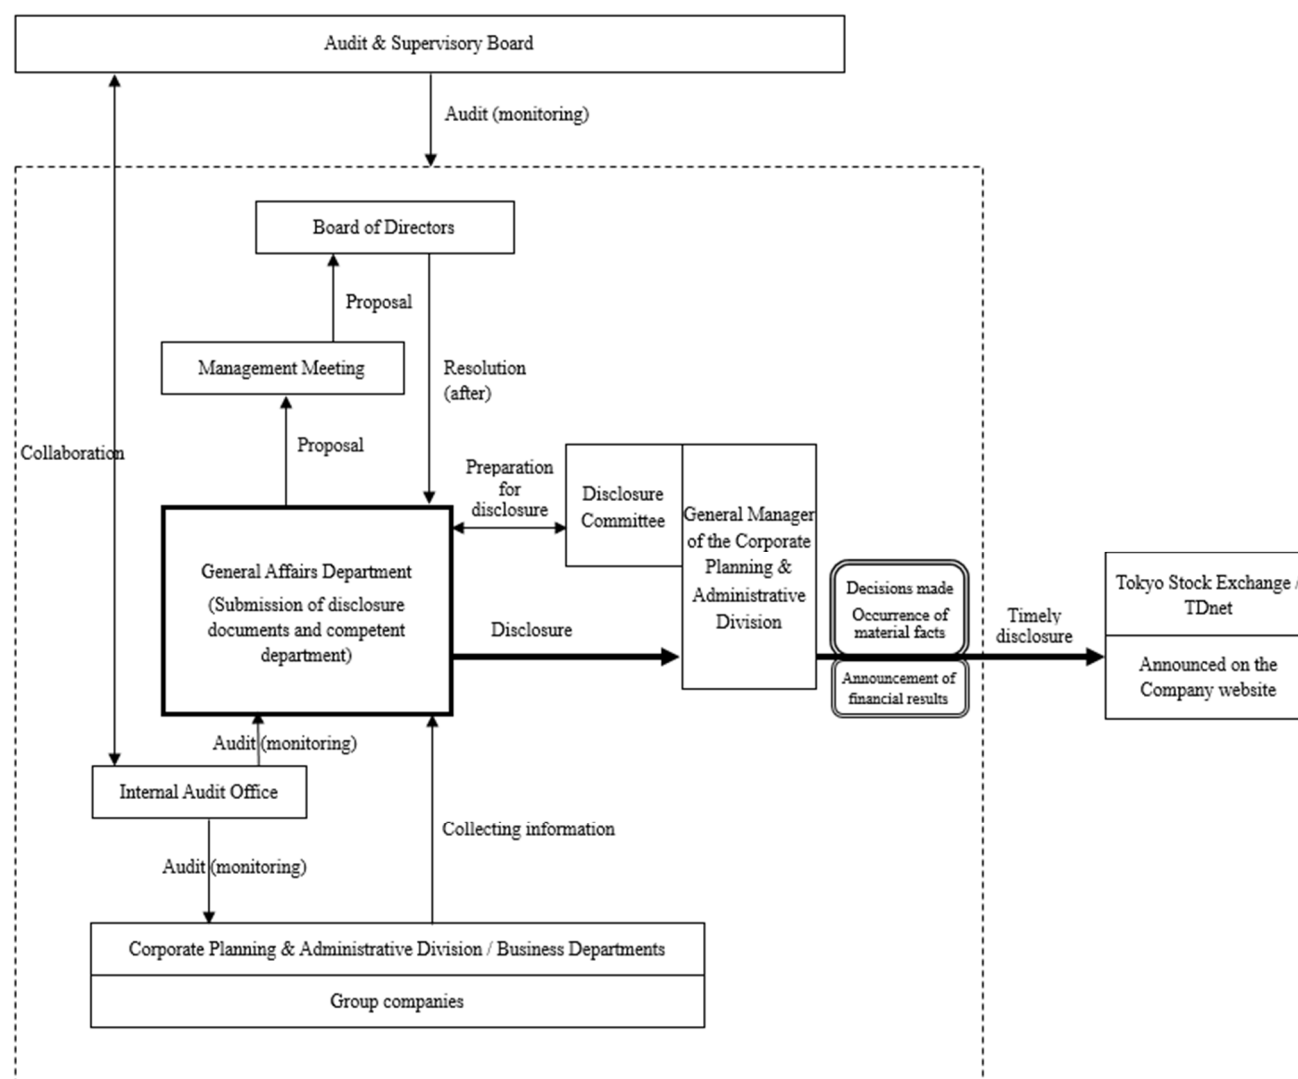 Audit & Supervisory Board
Audit (monitoring)
Board of Directors
Proposal
Management Meeting
Resolution
(after)
Collaboration
Proposal
Preparation
for
disclosure
Disclosure
Committee
General Manager
of the Corporate
Planning &
Administrative
Division
General Affairs Department
(Submission of disclosure
documents and competent
department)
Disclosure
Decisions made
Occurrence of
material facts
Announcement of
financial results
Timely
disclosure
Tokyo Stock Exchange /
TDnet
Announced on the
Company website
Audit (monitoring)
Internal Audit Office
Collecting information
Audit (monitoring)
Corporate Planning & Administrative Division / Business Departments
Group companies